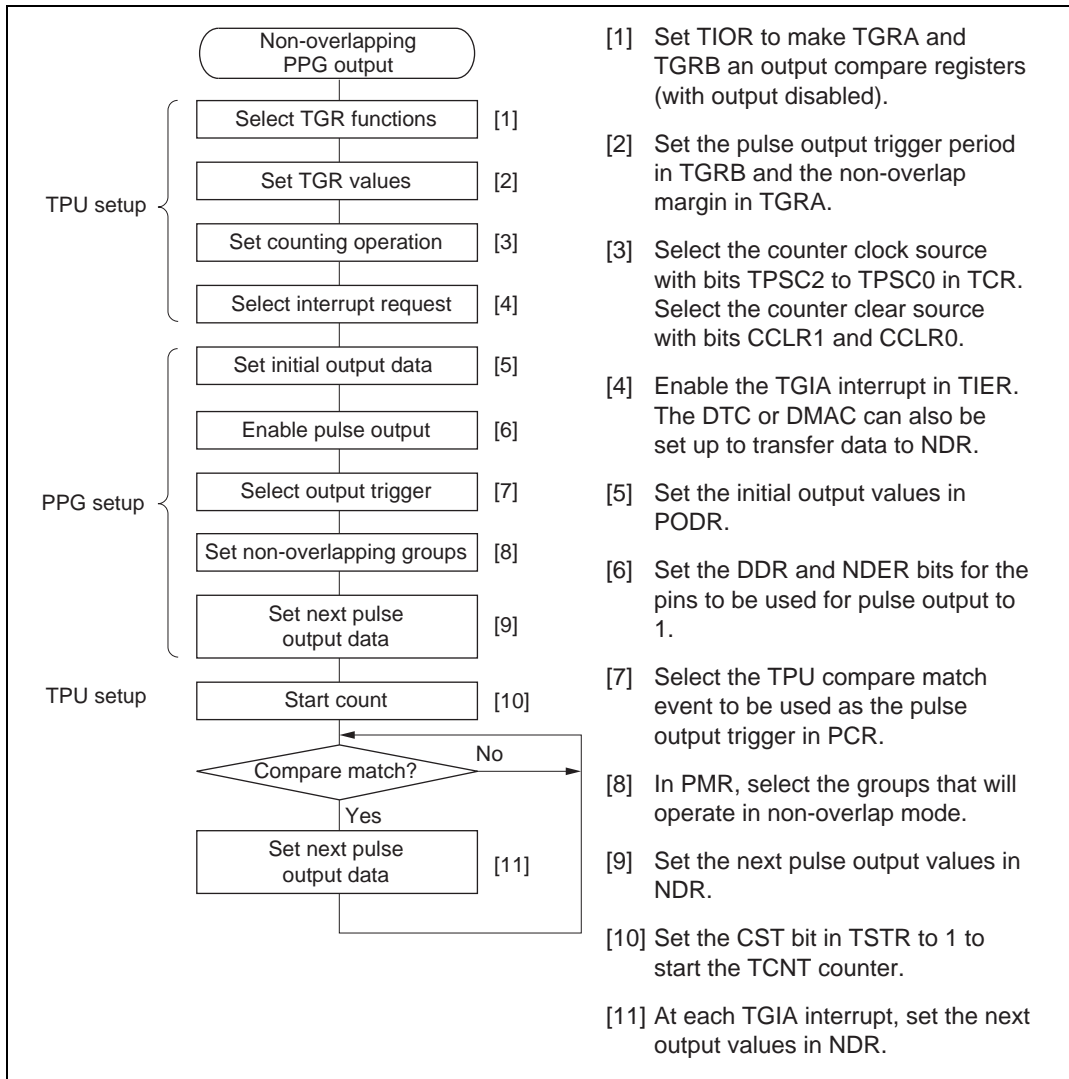 Non-overlapping
PPG output
TPU setup
Select TGR functions [1]
Set TGR values [2]
Set counting operation [3]
Select interrupt request [4]
PPG setup
Set initial output data [5]
Enable pulse output [6]
Select output trigger [7]
Set non-overlapping groups [8]
Set next pulse
output data [9]
TPU setup
Start count [10]
Compare match?
No
Yes
Set next pulse
output data [11]
[1] Set TIOR to make TGRA and
TGRB an output compare registers
(with output disabled).
[2] Set the pulse output trigger period
in TGRB and the non-overlap
margin in TGRA.
[3] Select the counter clock source
with bits TPSC2 to TPSC0 in TCR.
Select the counter clear source
with bits CCLR1 and CCLR0.
[4] Enable the TGIA interrupt in TIER.
The DTC or DMAC can also be
set up to transfer data to NDR.
[5] Set the initial output values in
PODR.
[6] Set the DDR and NDER bits for the
pins to be used for pulse output to
1.
[7] Select the TPU compare match
event to be used as the pulse
output trigger in PCR.
[8] In PMR, select the groups that will
operate in non-overlap mode.
[9] Set the next pulse output values in
NDR.
[10] Set the CST bit in TSTR to 1 to
start the TCNT counter.
[11] At each TGIA interrupt, set the next
output values in NDR.